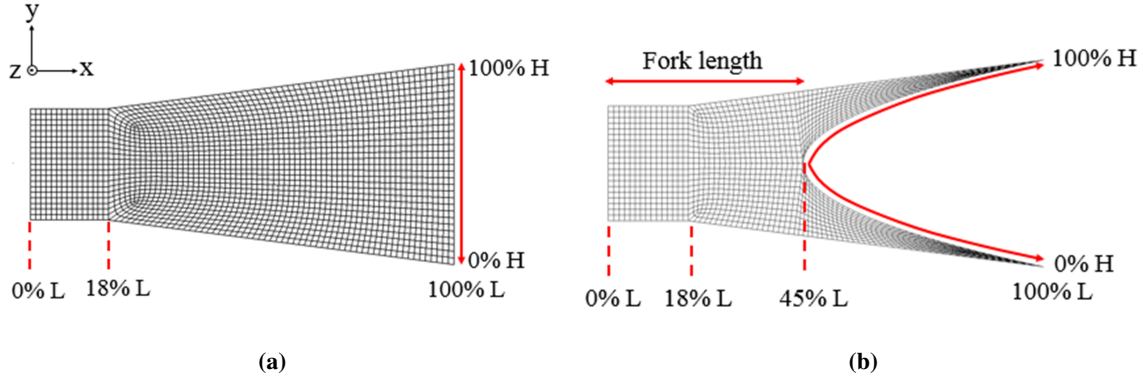 y
z x
100% H
0% H
0% L 18% L 100% L
(a)
Fork length
100% H
0% H
0% L 18% L 45% L 100% L
(b)